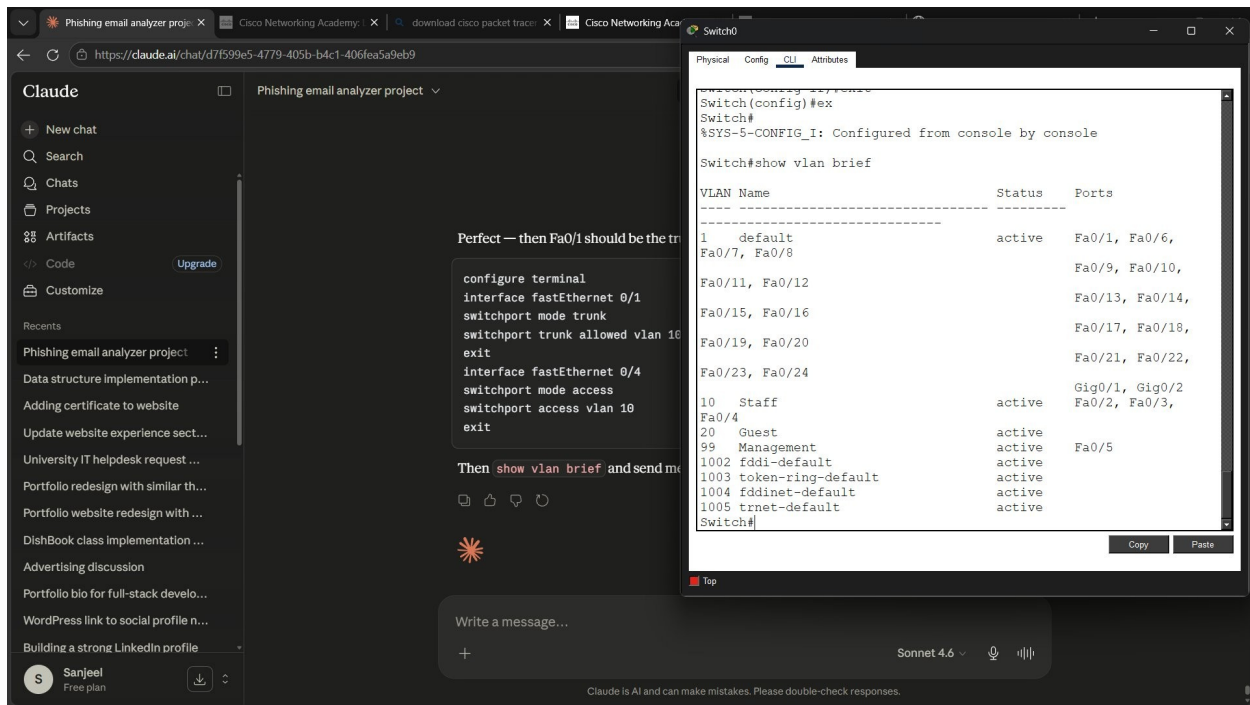 Phishing email analyzer proje
Cisco Networking Academy:
download cisco packet tracer
Cisco Networking Aca
https://claude.ai/chat/d7f599e5-4779-405b-b4c1-406fea5a9eb9
Claude
New chat
Search
Chats
Projects
Artifacts
Code
Upgrade
Customize
Recents
Phishing email analyzer project
Data structure implementation p...
Adding certificate to website
Update website experience sect...
University IT helpdesk request ...
Portfolio redesign with similar th...
Portfolio website redesign with ...
DishBook class implementation ...
Advertising discussion
Portfolio bio for full-stack develo...
WordPress link to social profile n...
Building a strong LinkedIn profile
S
Sanjeel
Free plan
Phishing email analyzer project
Perfect — then Fa0/1 should be the tr
configure terminal
interface fastEthernet 0/1
switchport mode trunk
switchport trunk allowed vlan 10
exit
interface fastEthernet 0/4
switchport mode access
switchport access vlan 10
exit
Then show vlan brief and send me
Write a message...
Sonnet 4.6
Claude is AI and can make mistakes. Please double-check responses.
Switch0
Physical Config CLI Attributes
Switch(config)#ex
Switch#
%SYS-5-CONFIG_I: Configured from console by console
Switch#show vlan brief
VLAN Name Status Ports
---- -------------------------------- --------- -------------------------------
1 default active Fa0/1, Fa0/6,
Fa0/7, Fa0/8
Fa0/9, Fa0/10,
Fa0/11, Fa0/12
Fa0/13, Fa0/14,
Fa0/15, Fa0/16
Fa0/17, Fa0/18,
Fa0/19, Fa0/20
Fa0/21, Fa0/22,
Fa0/23, Fa0/24
Gig0/1, Gig0/2
10 Staff active Fa0/2, Fa0/3,
Fa0/4
20 Guest active
99 Management active Fa0/5
1002 fddi-default active
1003 token-ring-default active
1004 fddinet-default active
1005 trnet-default active
Switch#
Copy
Paste
Top